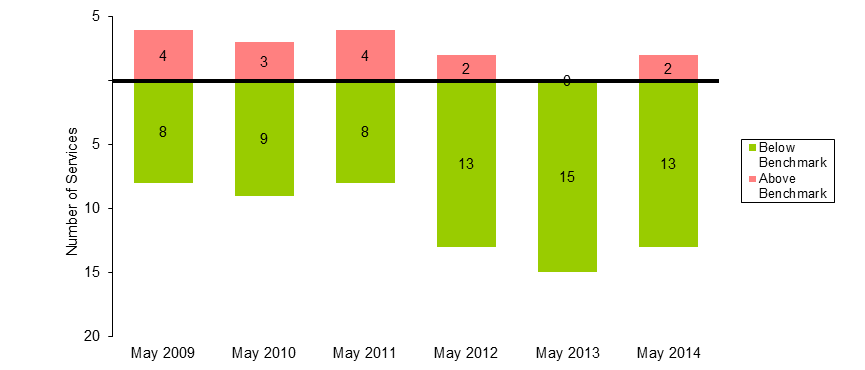 5
4
3
4
2
0
2
5
8
9
8
13
15
13
10
15
20
Number of Services
May 2009
May 2010
May 2011
May 2012
May 2013
May 2014
Below
Benchmark
Above
Benchmark